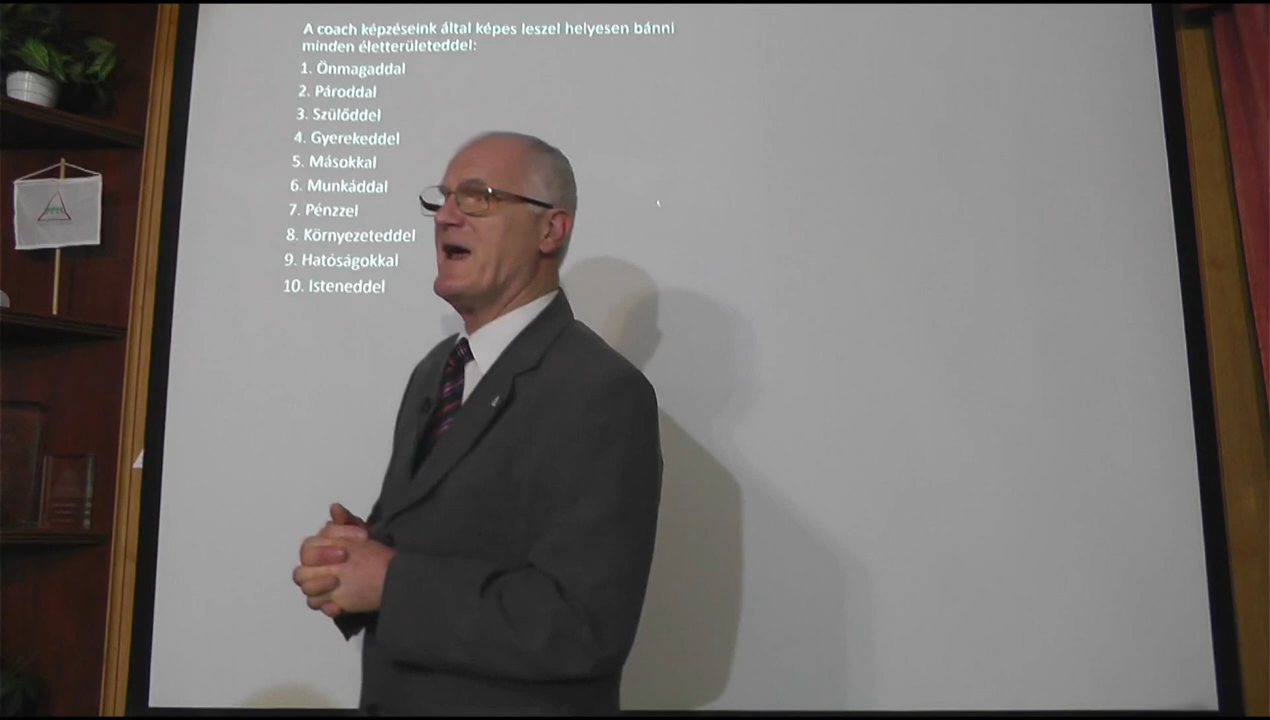 A coach képzéseink által képes leszel helyesen bánni
minden életterületeddel:
1. Önmagaddal
2. Pároddal
3. Szülőddel
4. Gyerekeddel
5. Másokkal
6. Munkáddal
7. Pénzzel
8. Környezeteddel
9. Hatóságokkal
10. Isteneddel